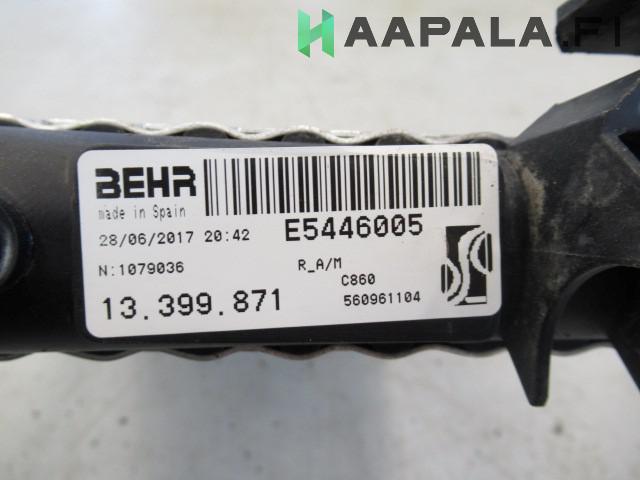 HAAPALA.FI
BEHR
made in Spain
28/06/2017 20:42
E5446005
N:1079036
R_A/M
C860
13.399.871
560961104